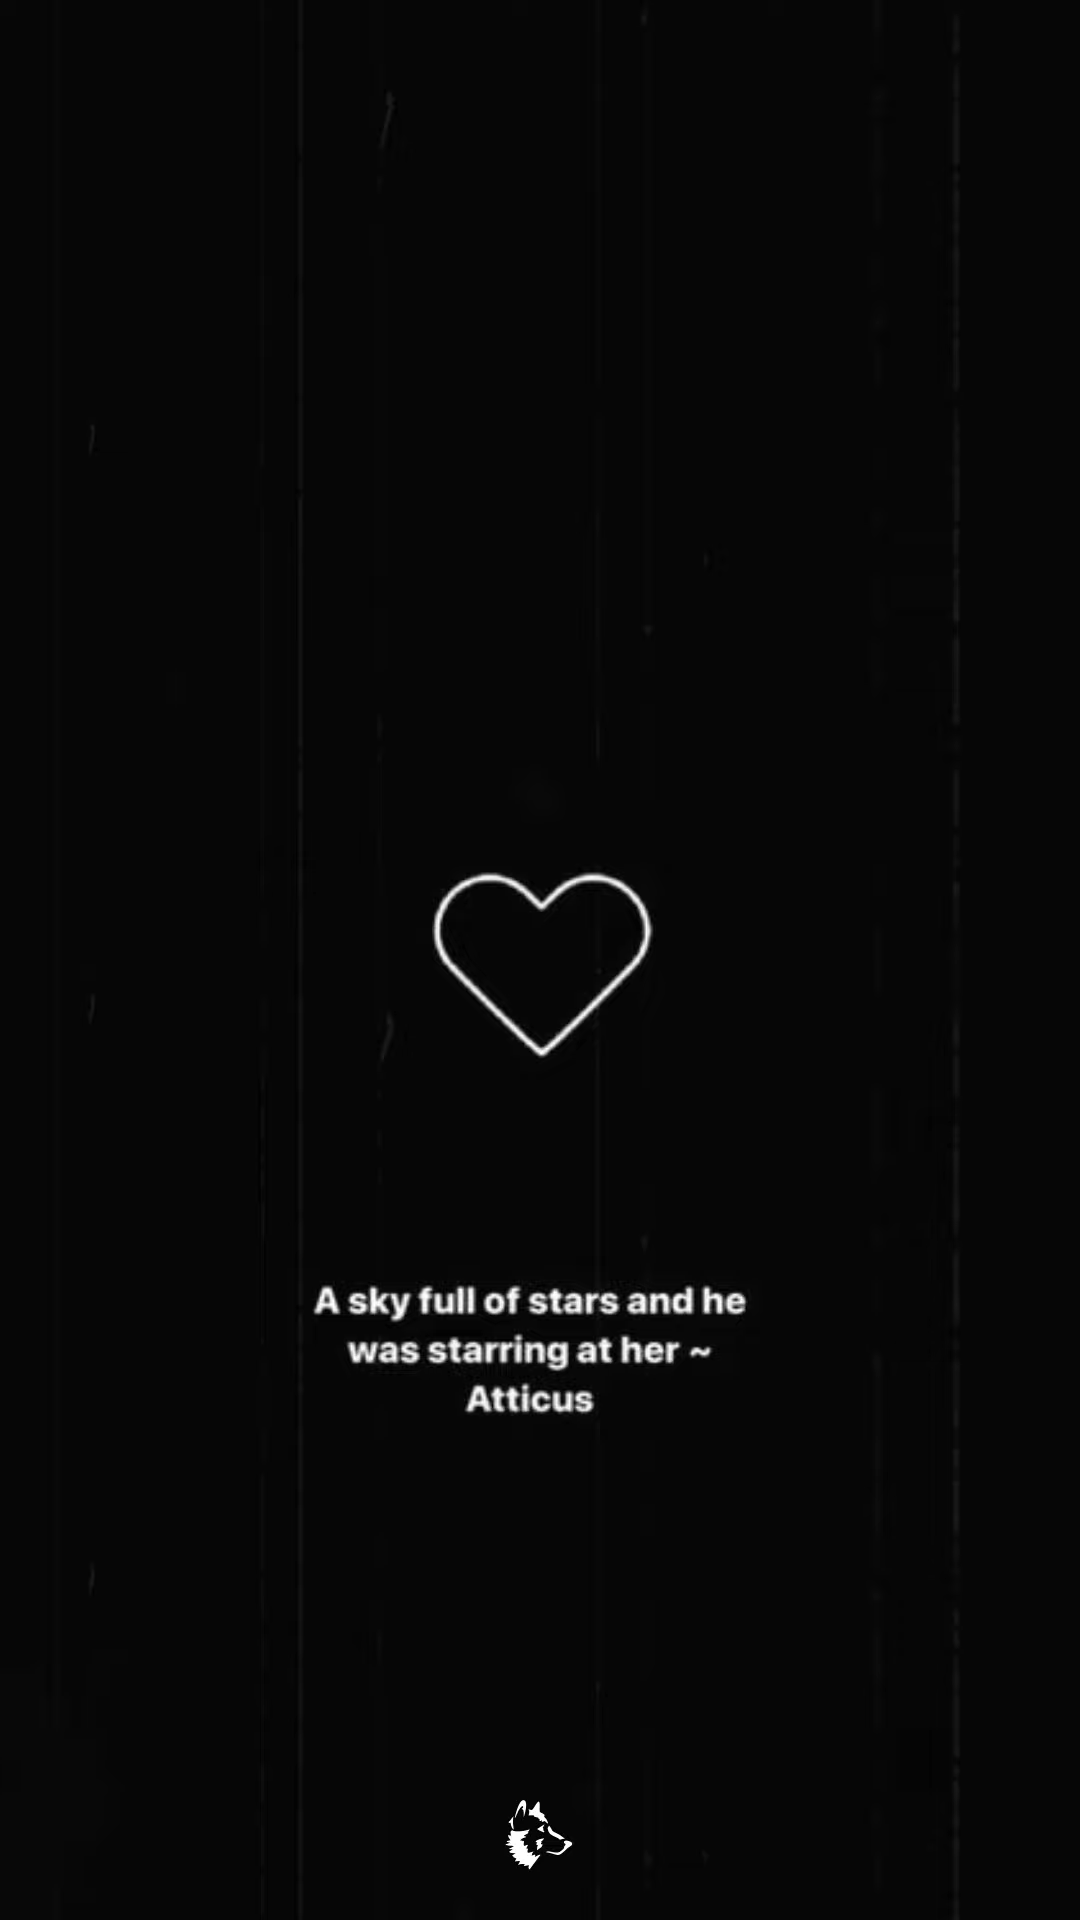 A sky full of stars and he
was starring at her ~
Atticus